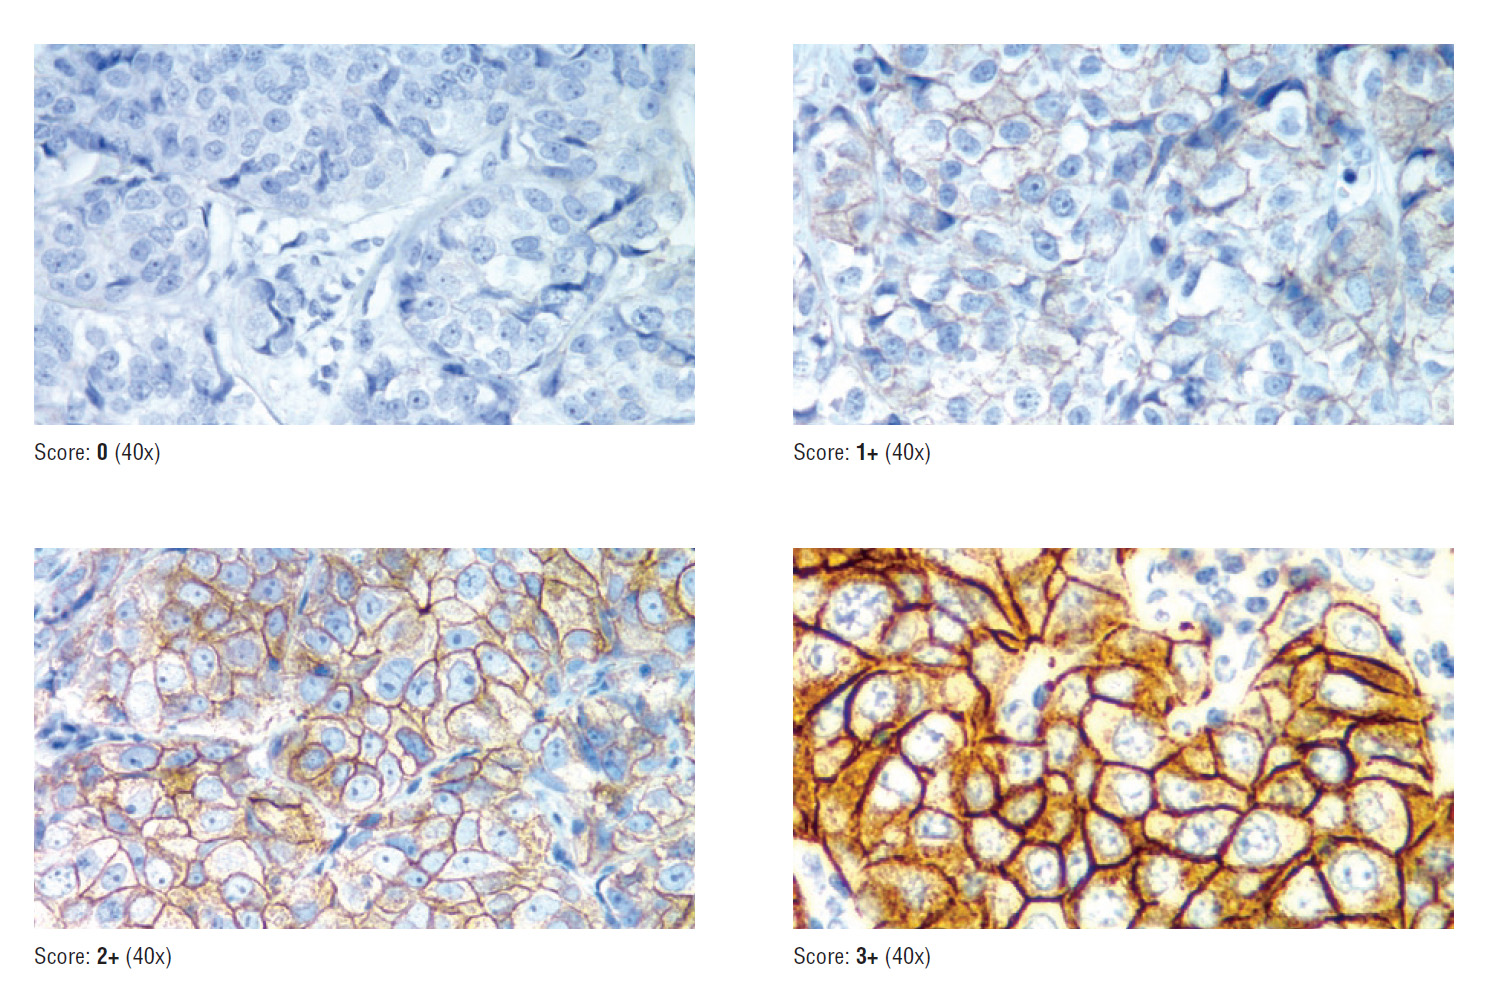 Score: 0 (40x)
Score: 1+ (40x)
Score: 2+ (40x)
Score: 3+ (40x)